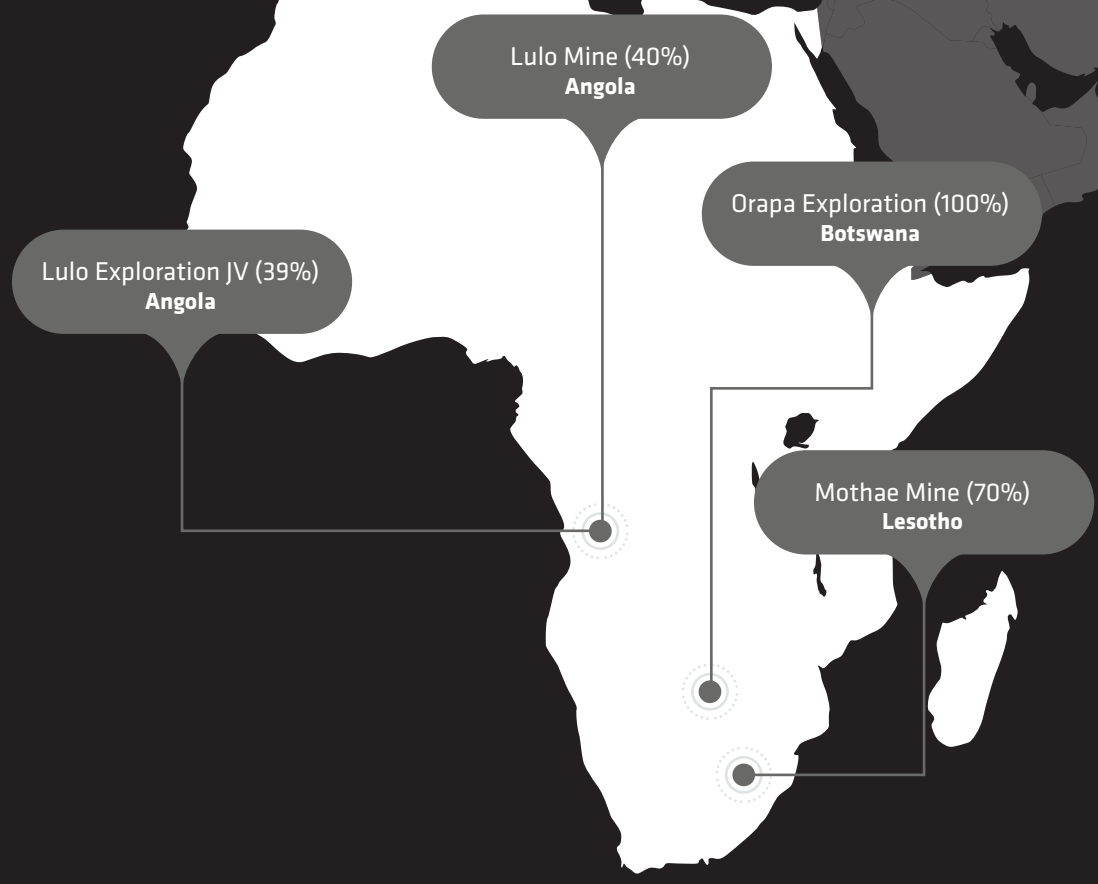 Lulo Mine (40%)
Angola
Orapa Exploration (100%)
Botswana
Lulo Exploration JV (39%)
Angola
Mothae Mine (70%)
Lesotho